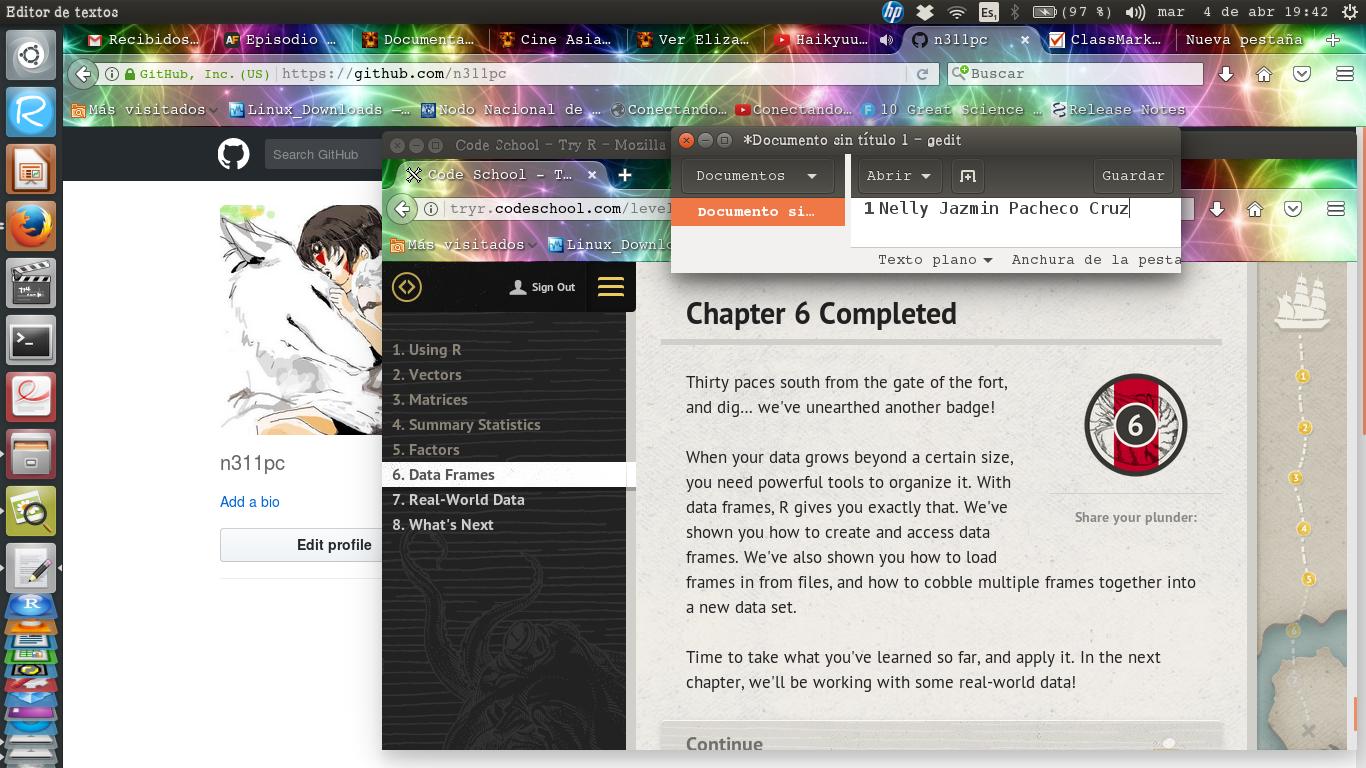 Editor de textos
hp
Es₁
(97 %)
mar 4 de abr 19:42
Recibidos…
AF Episodio …
Documenta…
Cine Asia…
Ver Eliza…
Haikyuu…
n311pc
ClassMark…
Nueva pestaña
GitHub, Inc. (US)
https://github.com/n311pc
Buscar
Más visitados
Linux_Downloads –…
Nodo Nacional de …
Conectando…
Conectando…
F 10 Great Science …
Release Notes
Search GitHub
Code School - Try R - Mozilla
*Documento sin título 1 - gedit
Code School - T…
Documentos
Abrir
Guardar
tryr.codeschool.com/level
Documento si…
1 Nelly Jazmin Pacheco Cruz
Más visitados
Linux_Downlo
Texto plano
Anchura de la pesta
Sign Out
1. Using R
2. Vectors
3. Matrices
4. Summary Statistics
5. Factors
6. Data Frames
7. Real-World Data
8. What's Next
Chapter 6 Completed
Thirty paces south from the gate of the fort,
and dig… we've unearthed another badge!
When your data grows beyond a certain size,
you need powerful tools to organize it. With
data frames, R gives you exactly that. We've
shown you how to create and access data
frames. We've also shown you how to load
frames in from files, and how to cobble multiple frames together into
a new data set.
Time to take what you've learned so far, and apply it. In the next
chapter, we'll be working with some real-world data!
Continue
6
Share your plunder:
1
2
3
4
5
6
n311pc
Add a bio
Edit profile